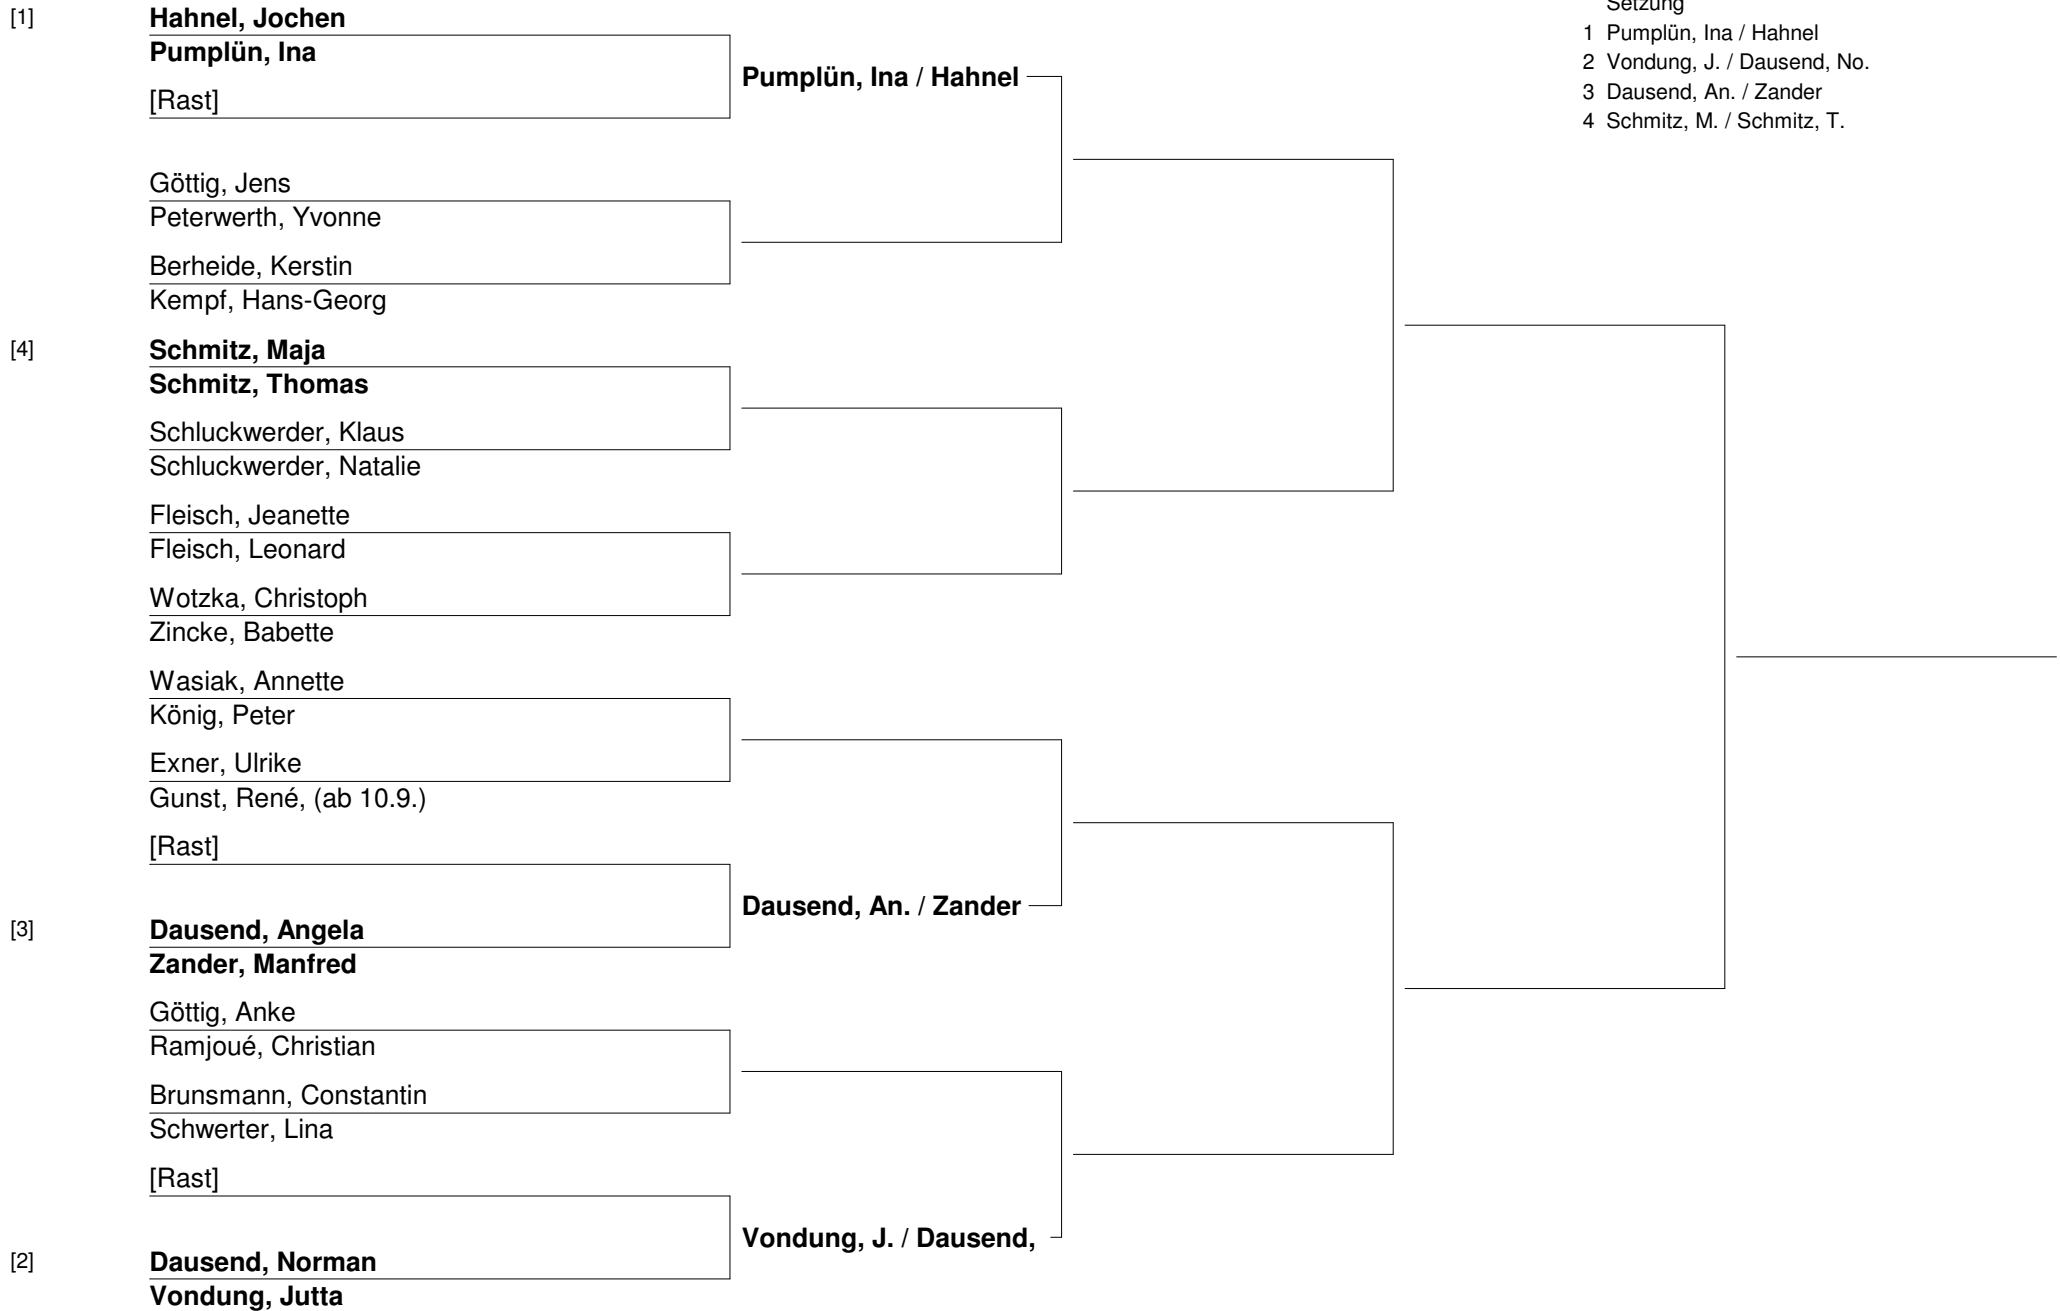 Setzung
1 Pumplün, Ina / Hahnel
2 Vondung, J. / Dausend, No.
3 Dausend, An. / Zander
4 Schmitz, M. / Schmitz, T.
[1] Hahnel, Jochen
Pumplün, Ina
Pumplün, Ina / Hahnel
[Rast]
Göttig, Jens
Peterwerth, Yvonne
Berheide, Kerstin
Kempf, Hans-Georg
[4] Schmitz, Maja
Schmitz, Thomas
Schluckwerder, Klaus
Schluckwerder, Natalie
Fleisch, Jeanette
Fleisch, Leonard
Wotzka, Christoph
Zincke, Babette
Wasiak, Annette
König, Peter
Exner, Ulrike
Gunst, René, (ab 10.9.)
[Rast]
Dausend, An. / Zander
[3] Dausend, Angela
Zander, Manfred
Göttig, Anke
Ramjoué, Christian
Brunsmann, Constantin
Schwerter, Lina
[Rast]
Vondung, J. / Dausend,
[2] Dausend, Norman
Vondung, Jutta